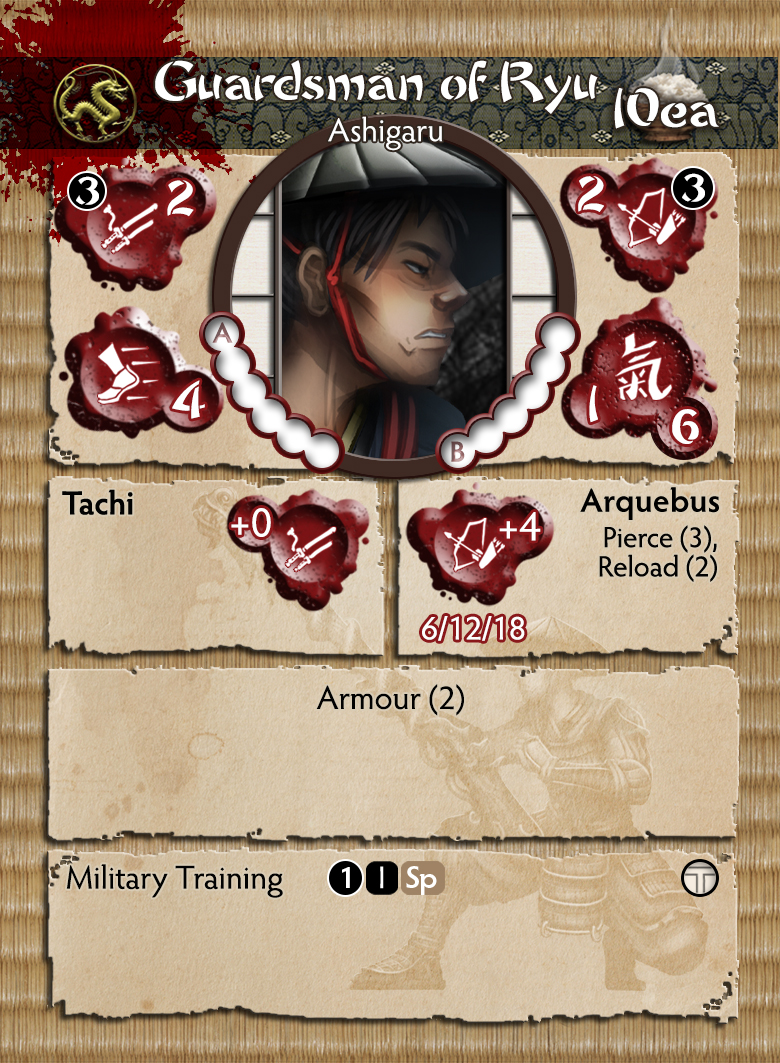 Guardsman of Ryu
10ea
Ashigaru
3 2
2 3
A
4
氣
1 6
B
Tachi
+0
Arquebus
+4
Pierce (3),
Reload (2)
6/12/18
Armour (2)
Military Training 1 I Sp T